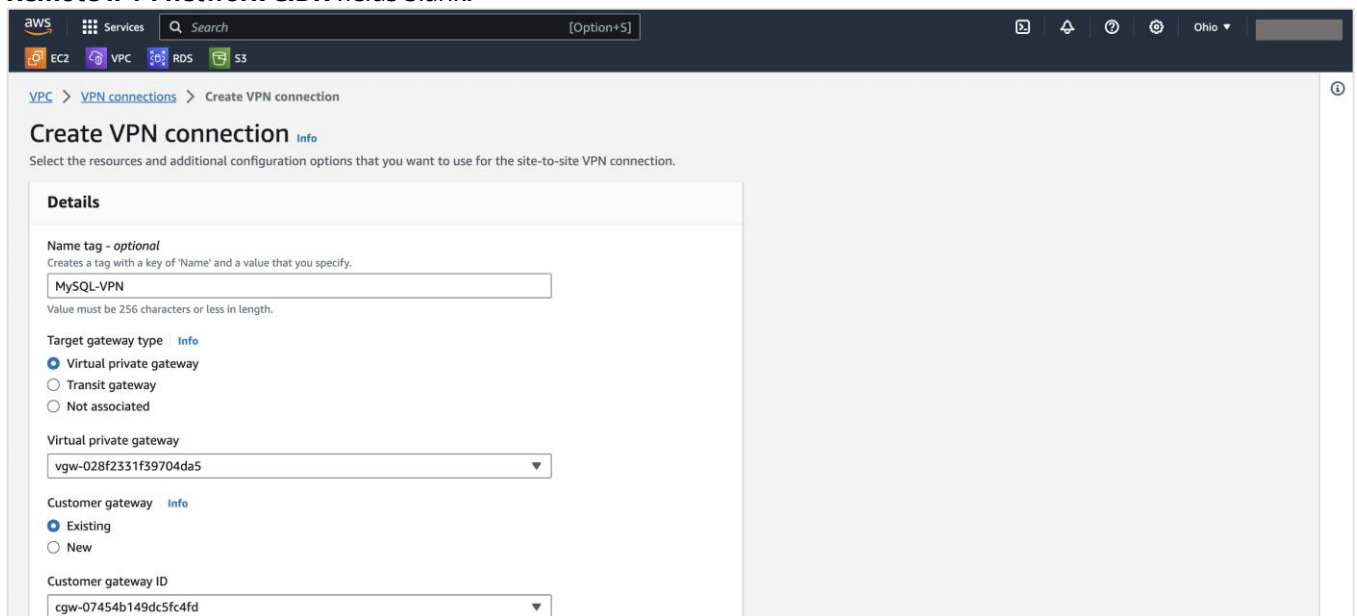 Remote IPv4 Network CIDR fields blank.
aws Services Search [Option+S] Ohio
EC2 VPC RDS S3
VPC > VPN connections > Create VPN connection
Create VPN connection Info
Select the resources and additional configuration options that you want to use for the site-to-site VPN connection.
Details
Name tag - optional
Creates a tag with a key of 'Name' and a value that you specify.
MySQL-VPN
Value must be 256 characters or less in length.
Target gateway type Info
Virtual private gateway
Transit gateway
Not associated
Virtual private gateway
vgw-028f2331f39704da5
Customer gateway Info
Existing
New
Customer gateway ID
cgw-07454b149dc5fc4fd